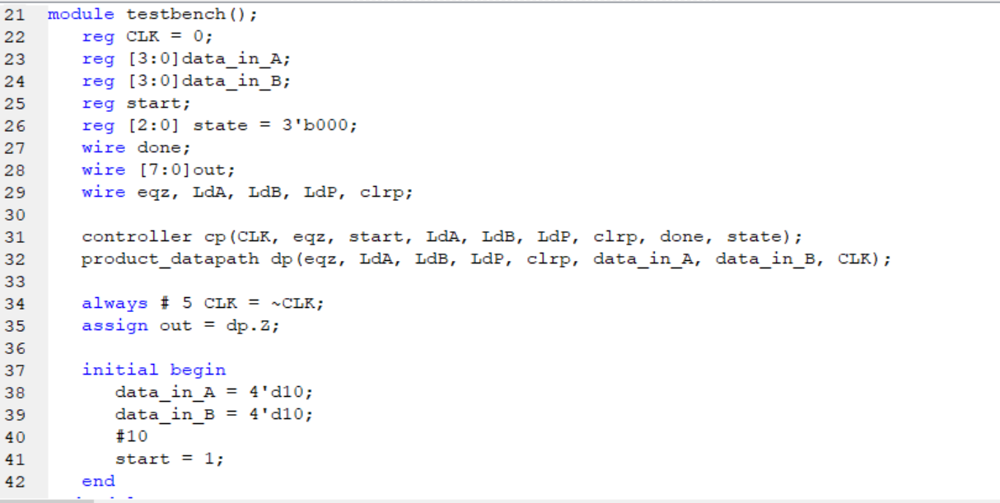 21 module testbench();
22 reg CLK = 0;
23 reg [3:0]data_in_A;
24 reg [3:0]data_in_B;
25 reg start;
26 reg [2:0] state = 3'b000;
27 wire done;
28 wire [7:0]out;
29 wire eqz, LdA, LdB, LdP, clrp;
30
31 controller cp(CLK, eqz, start, LdA, LdB, LdP, clrp, done, state);
32 product_datapath dp(eqz, LdA, LdB, LdP, clrp, data_in_A, data_in_B, CLK);
33
34 always # 5 CLK = ~CLK;
35 assign out = dp.Z;
36
37 initial begin
38 data_in_A = 4'd10;
39 data_in_B = 4'd10;
40 #10
41 start = 1;
42 end